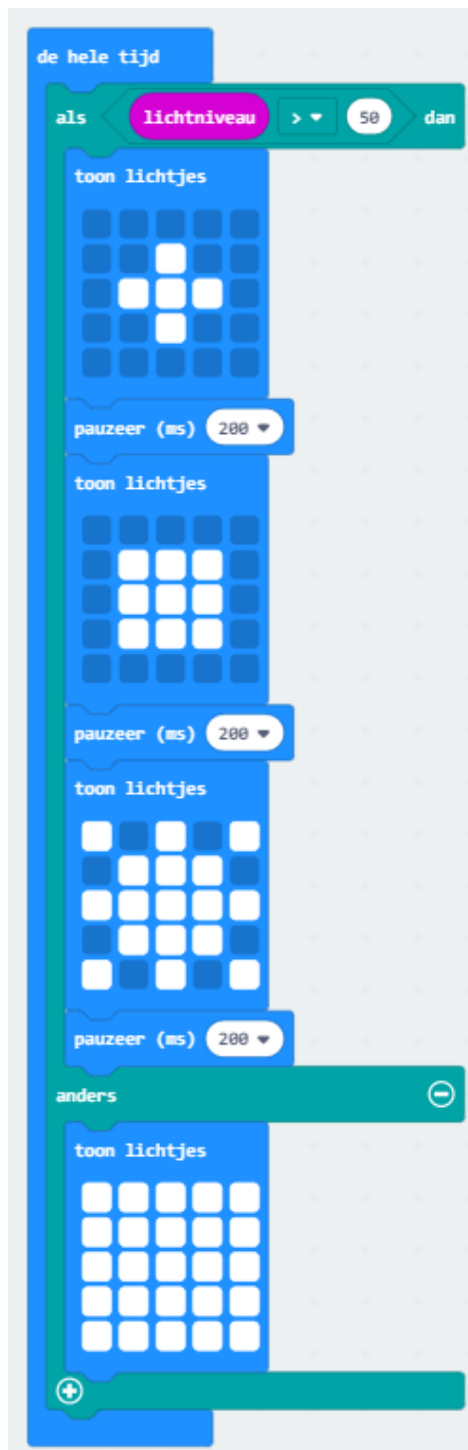 de hele tijd
als lichtniveau > 50 dan
toon lichtjes
pauzeer (ms) 200
toon lichtjes
pauzeer (ms) 200
toon lichtjes
pauzeer (ms) 200
anders
toon lichtjes